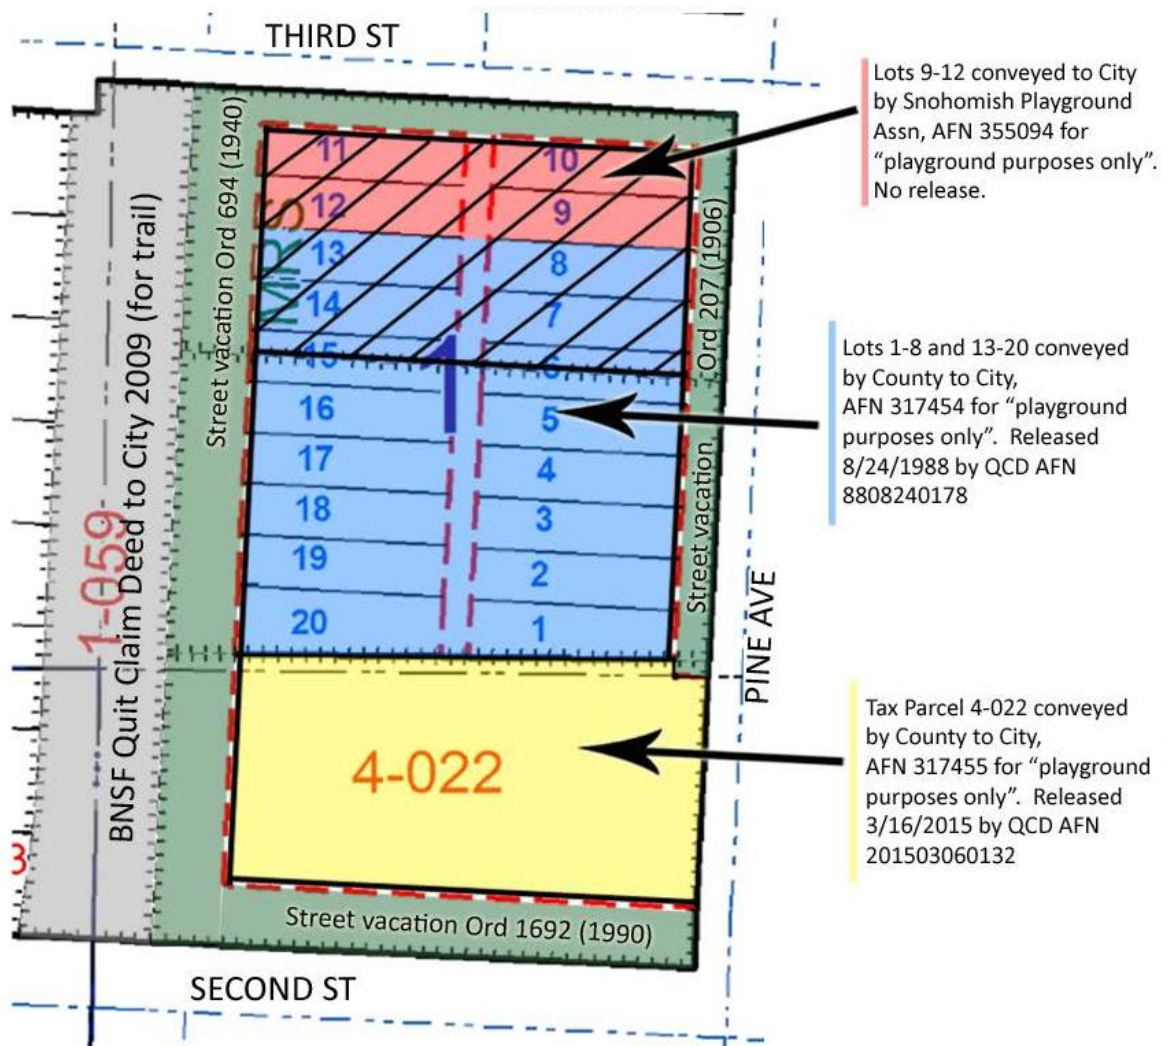 THIRD ST
Lots 9-12 conveyed to City
by Snohomish Playground
Assn, AFN 355094 for
“playground purposes only”.
No release.
Street vacation Ord 694 (1940)
BNSF Quit Claim Deed to City 2009 (for trail)
1-059
MRS
11
10
12
9
13
8
14
7
15
6
16
5
17
4
18
3
19
2
20
1
1
Street vacation Ord 207 (1906)
Lots 1-8 and 13-20 conveyed
by County to City,
AFN 317454 for “playground
purposes only”. Released
8/24/1988 by QCD AFN
8808240178
PINE AVE
4-022
Tax Parcel 4-022 conveyed
by County to City,
AFN 317455 for “playground
purposes only”. Released
3/16/2015 by QCD AFN
201503060132
3
Street vacation Ord 1692 (1990)
SECOND ST